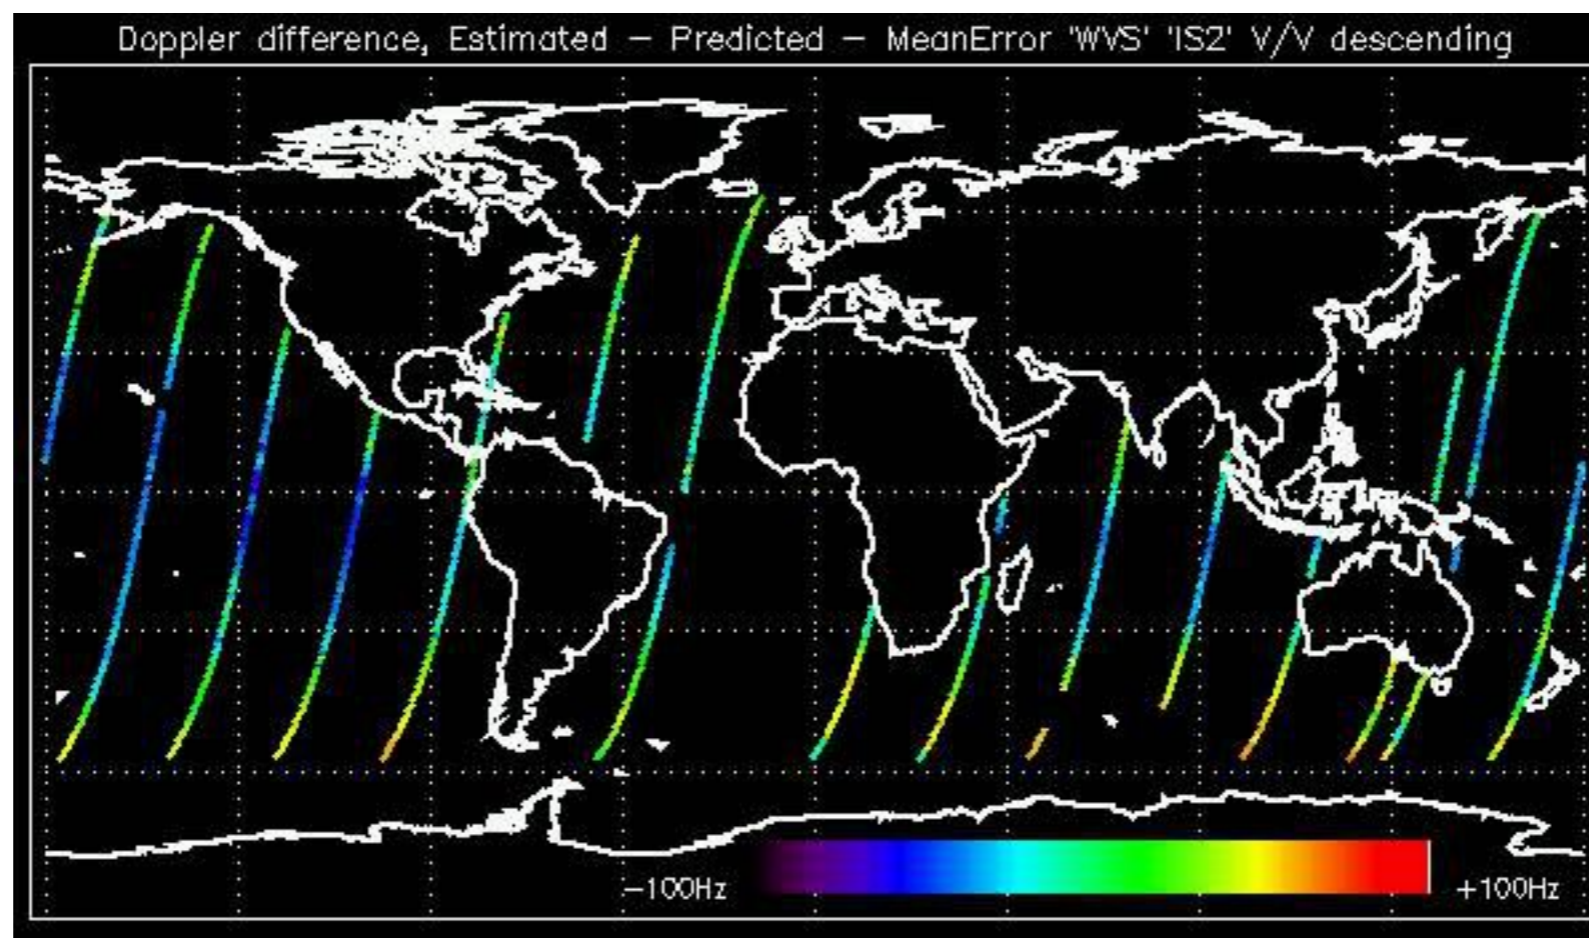 Doppler difference, Estimated – Predicted – MeanError 'WVS' 'IS2' V/V descending
–100Hz +100Hz